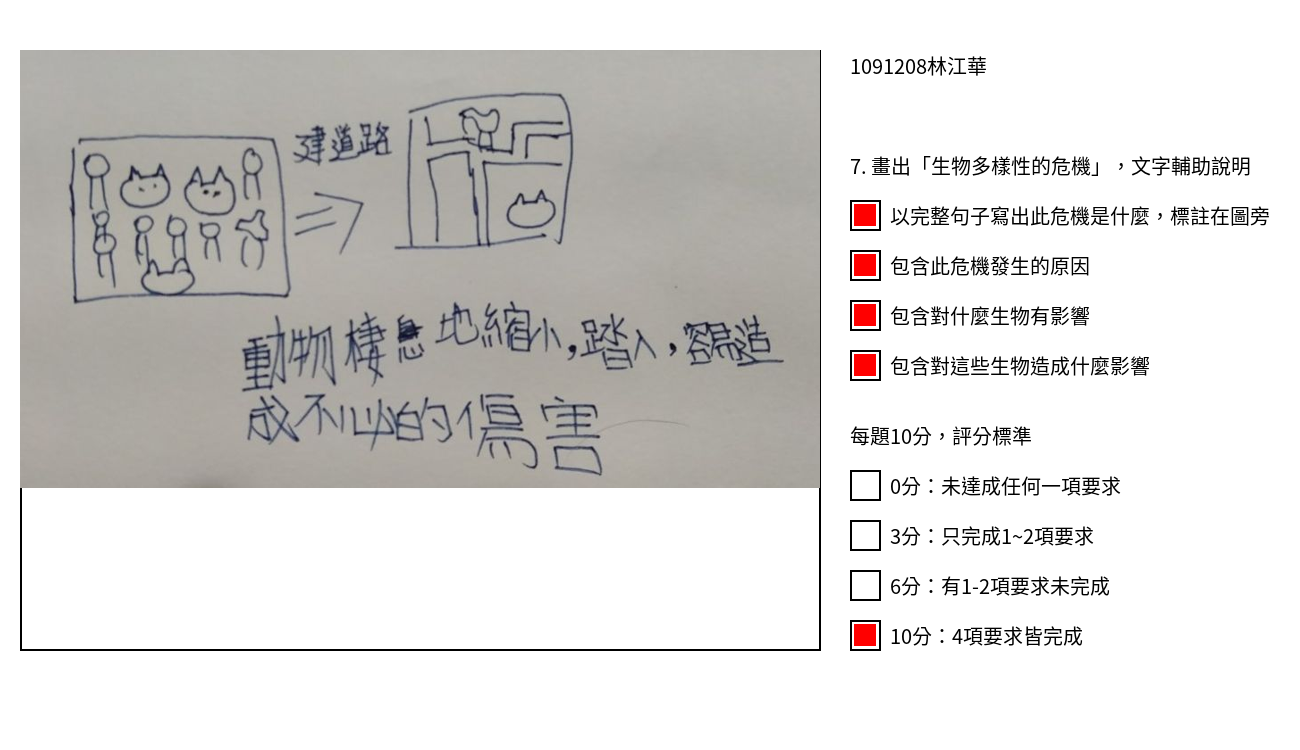 建道路
動物棲息地縮小，踏入，容易造
成不必的傷害
1091208林江華
7. 畫出「生物多樣性的危機」，文字輔助說明
以完整句子寫出此危機是什麼，標註在圖旁
包含此危機發生的原因
包含對什麼生物有影響
包含對這些生物造成什麼影響
每題10分，評分標準
0分：未達成任何一項要求
3分：只完成1~2項要求
6分：有1-2項要求未完成
10分：4項要求皆完成